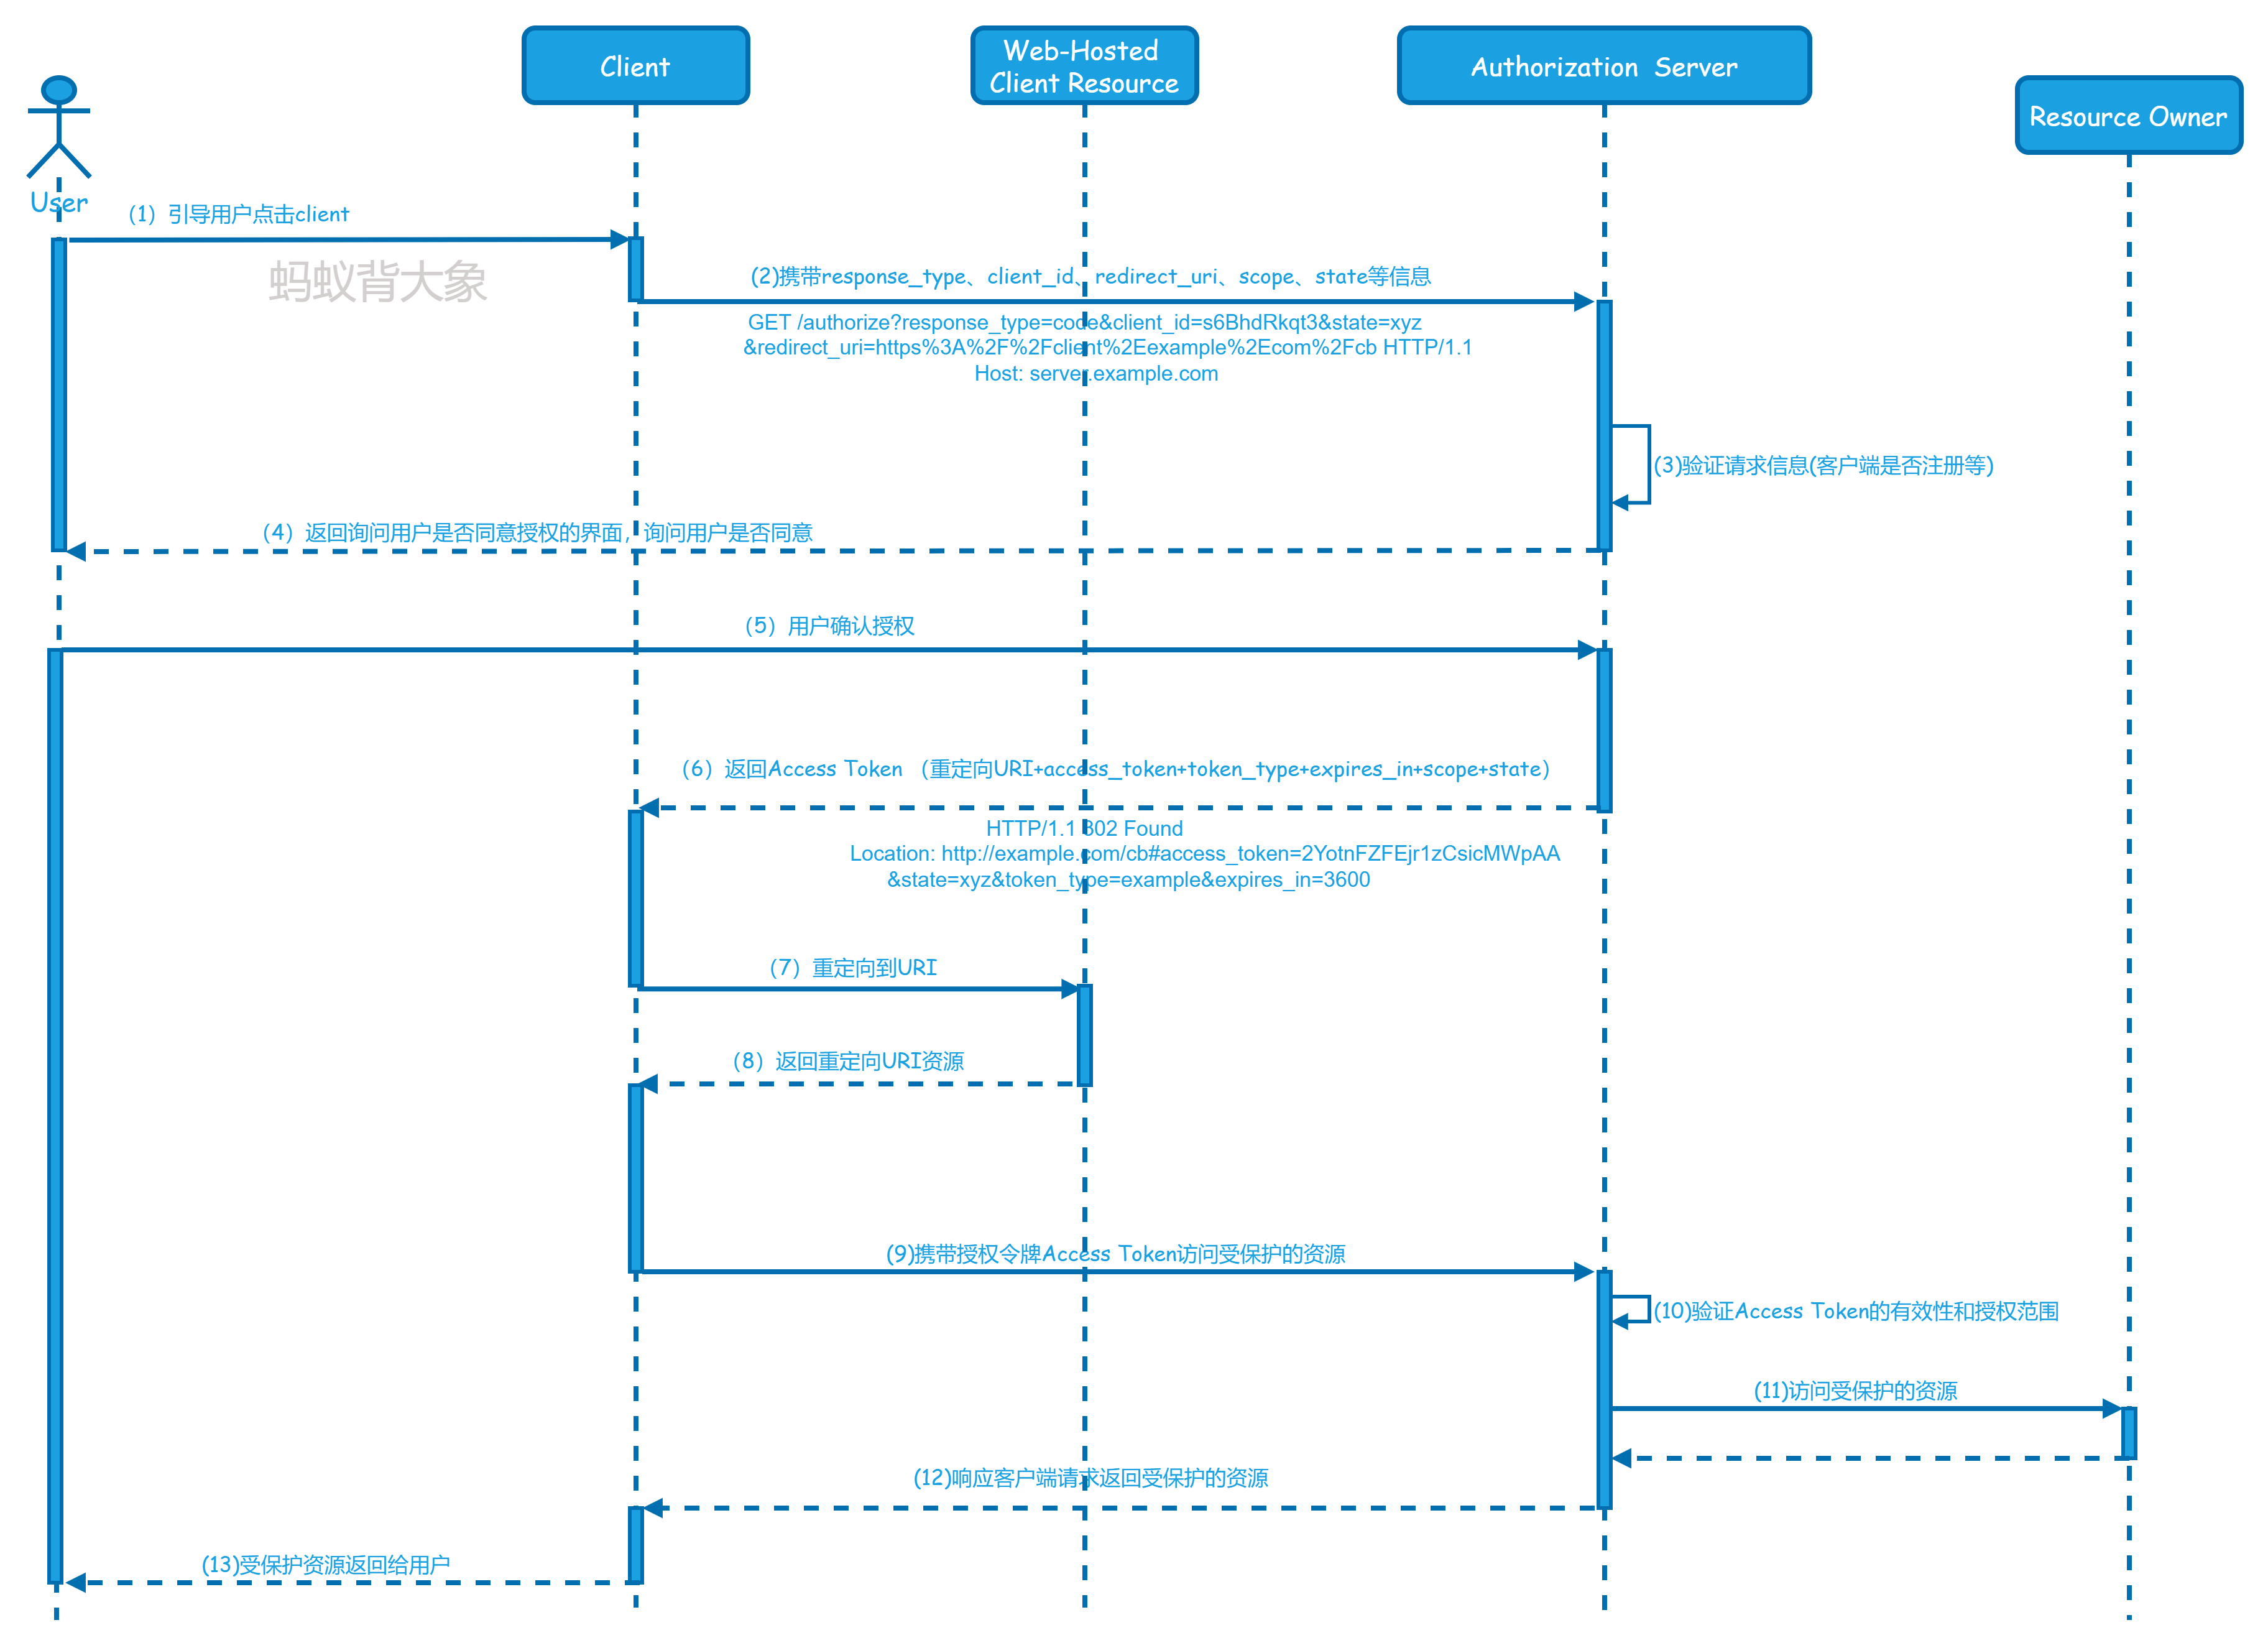 Client
Web-Hosted
Client Resource
Authorization Server
Resource Owner
User
(1）引导用户点击client
蚂蚁背大象
(2)携带response_type、client_id、redirect_uri、scope、state等信息
GET /authorize?response_type=code&client_id=s6BhdRkqt3&state=xyz
&redirect_uri=https%3A%2F%2Fclient%2Eexample%2Ecom%2Fcb HTTP/1.1
Host: server.example.com
(3)验证请求信息(客户端是否注册等)
(4）返回询问用户是否同意授权的界面，询问用户是否同意
(5）用户确认授权
(6）返回Access Token （重定向URI+access_token+token_type+expires_in+scope+state）
HTTP/1.1 302 Found
Location: http://example.com/cb#access_token=2YotnFZFEjr1zCsicMWpAA
&state=xyz&token_type=example&expires_in=3600
(7）重定向到URI
(8）返回重定向URI资源
(9)携带授权令牌Access Token访问受保护的资源
(10)验证Access Token的有效性和授权范围
(11)访问受保护的资源
(12)响应客户端请求返回受保护的资源
(13)受保护资源返回给用户